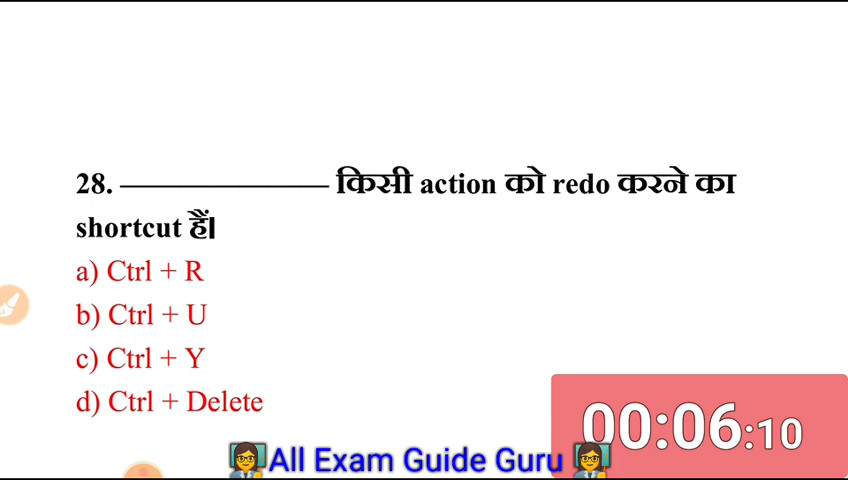 28. ——————— किसी action को redo करने का
shortcut हैं।
a) Ctrl + R
b) Ctrl + U
c) Ctrl + Y
d) Ctrl + Delete
00:06:10
All Exam Guide Guru